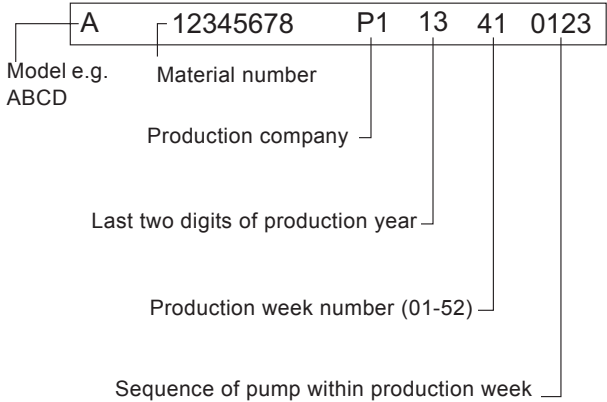 A 12345678 P1 13 41 0123
Model e.g.
ABCD
Material number
Production company
Last two digits of production year
Production week number (01-52)
Sequence of pump within production week